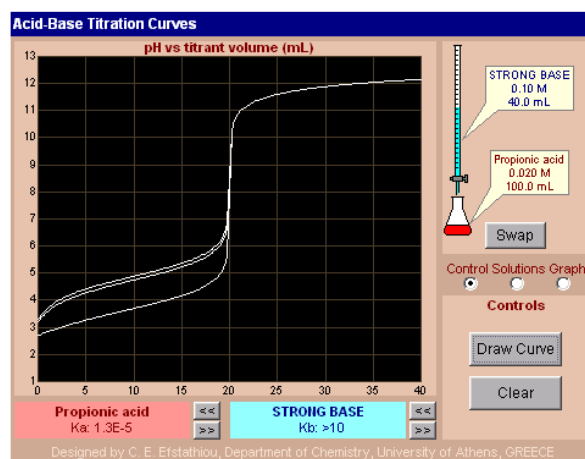 Acid-Base Titration Curves
pH vs titrant volume (mL)
13
12
11
10
9
8
7
6
5
4
3
2
1
0 5 10 15 20 25 30 35 40
STRONG BASE
0.10 M
40.0 mL
Propionic acid
0.020 M
100.0 mL
Swap
Control Solutions Graph
Controls
Draw Curve
Clear
Propionic acid
Ka: 1.3E-5
<<
>>
STRONG BASE
Kb: >10
<<
>>
Designed by C. E. Efstathiou, Department of Chemistry, University of Athens, GREECE